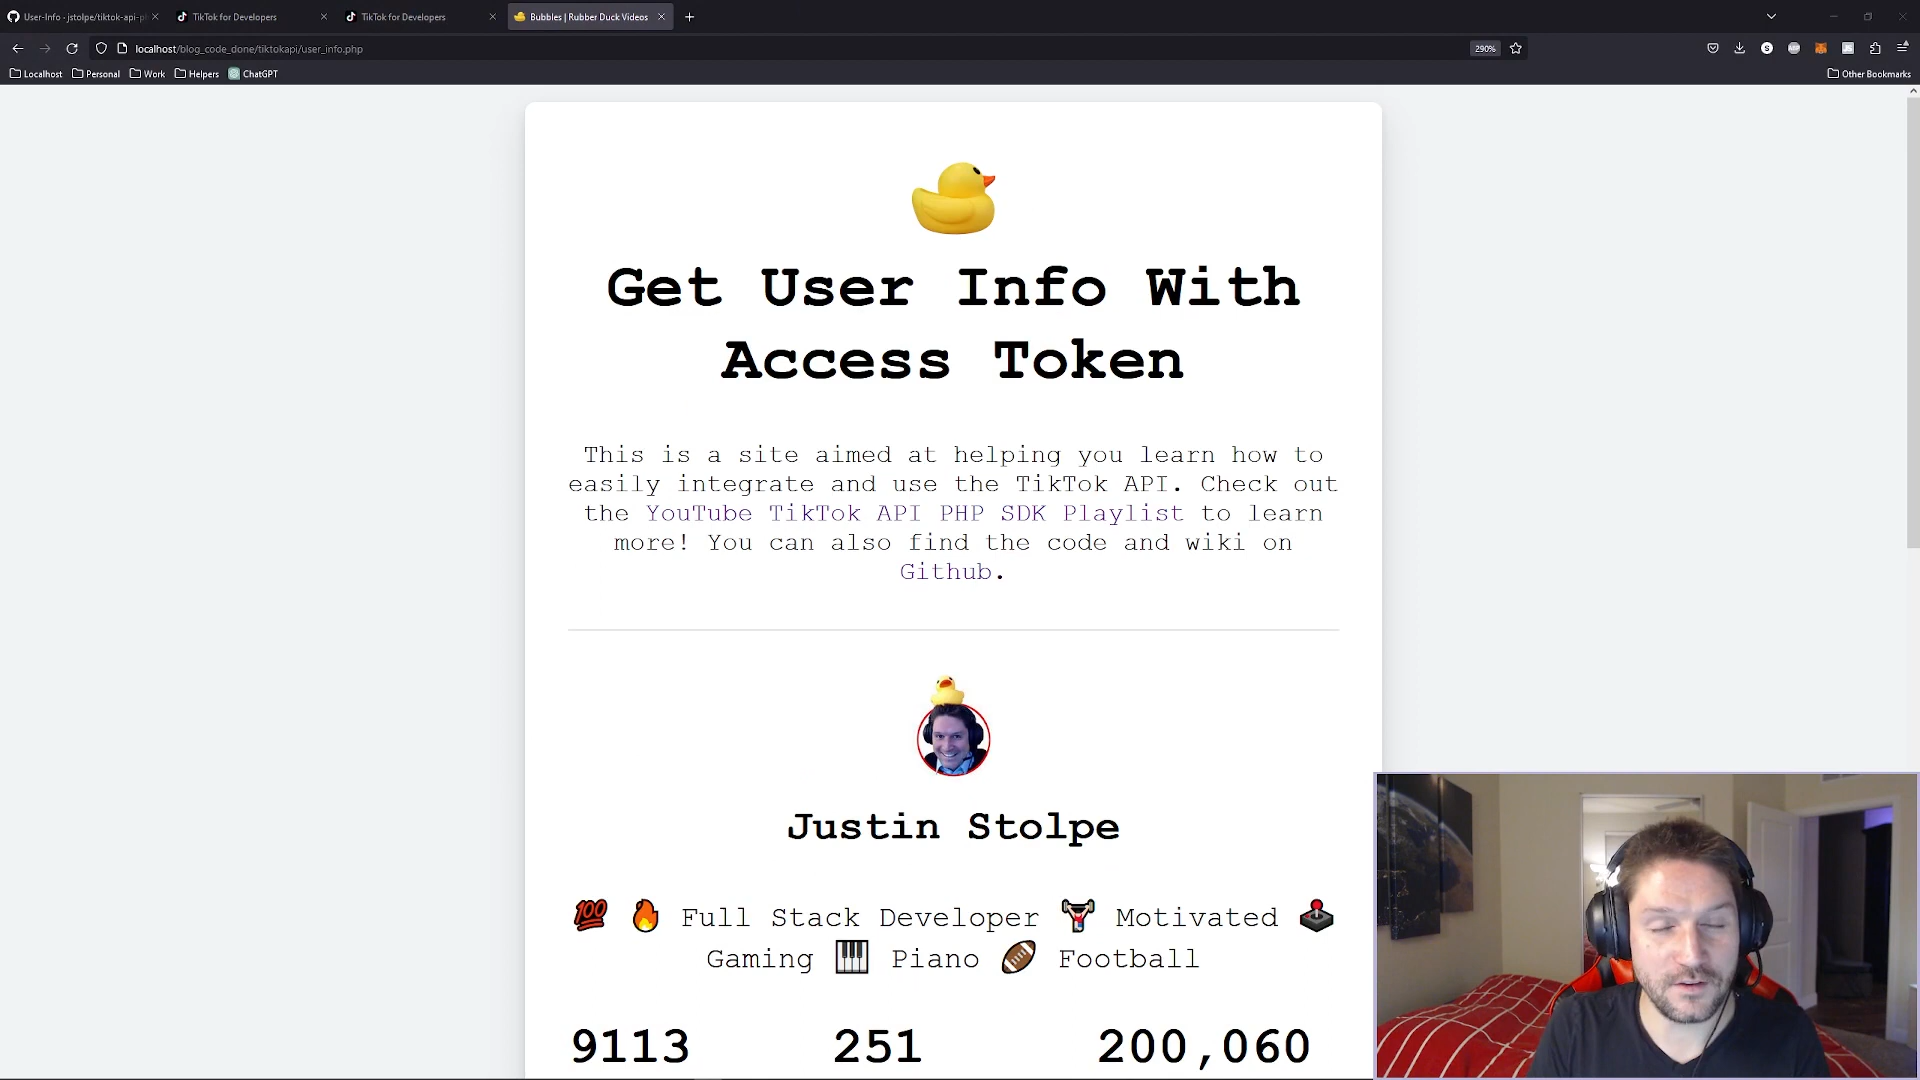 User-Info - jstolpe/tiktok-api-p
TikTok for Developers
TikTok for Developers
Bubbles | Rubber Duck Videos
localhost/blog_code_done/tiktokapi/user_info.php
290%
Localhost
Personal
Work
Helpers
ChatGPT
Other Bookmarks
Get User Info With
Access Token
This is a site aimed at helping you learn how to
easily integrate and use the TikTok API. Check out
the YouTube TikTok API PHP SDK Playlist to learn
more! You can also find the code and wiki on
Github.
Justin Stolpe
💯 🔥 Full Stack Developer 🏋 Motivated 🕹
Gaming 🎹 Piano 🏈 Football
9113 251 200,060